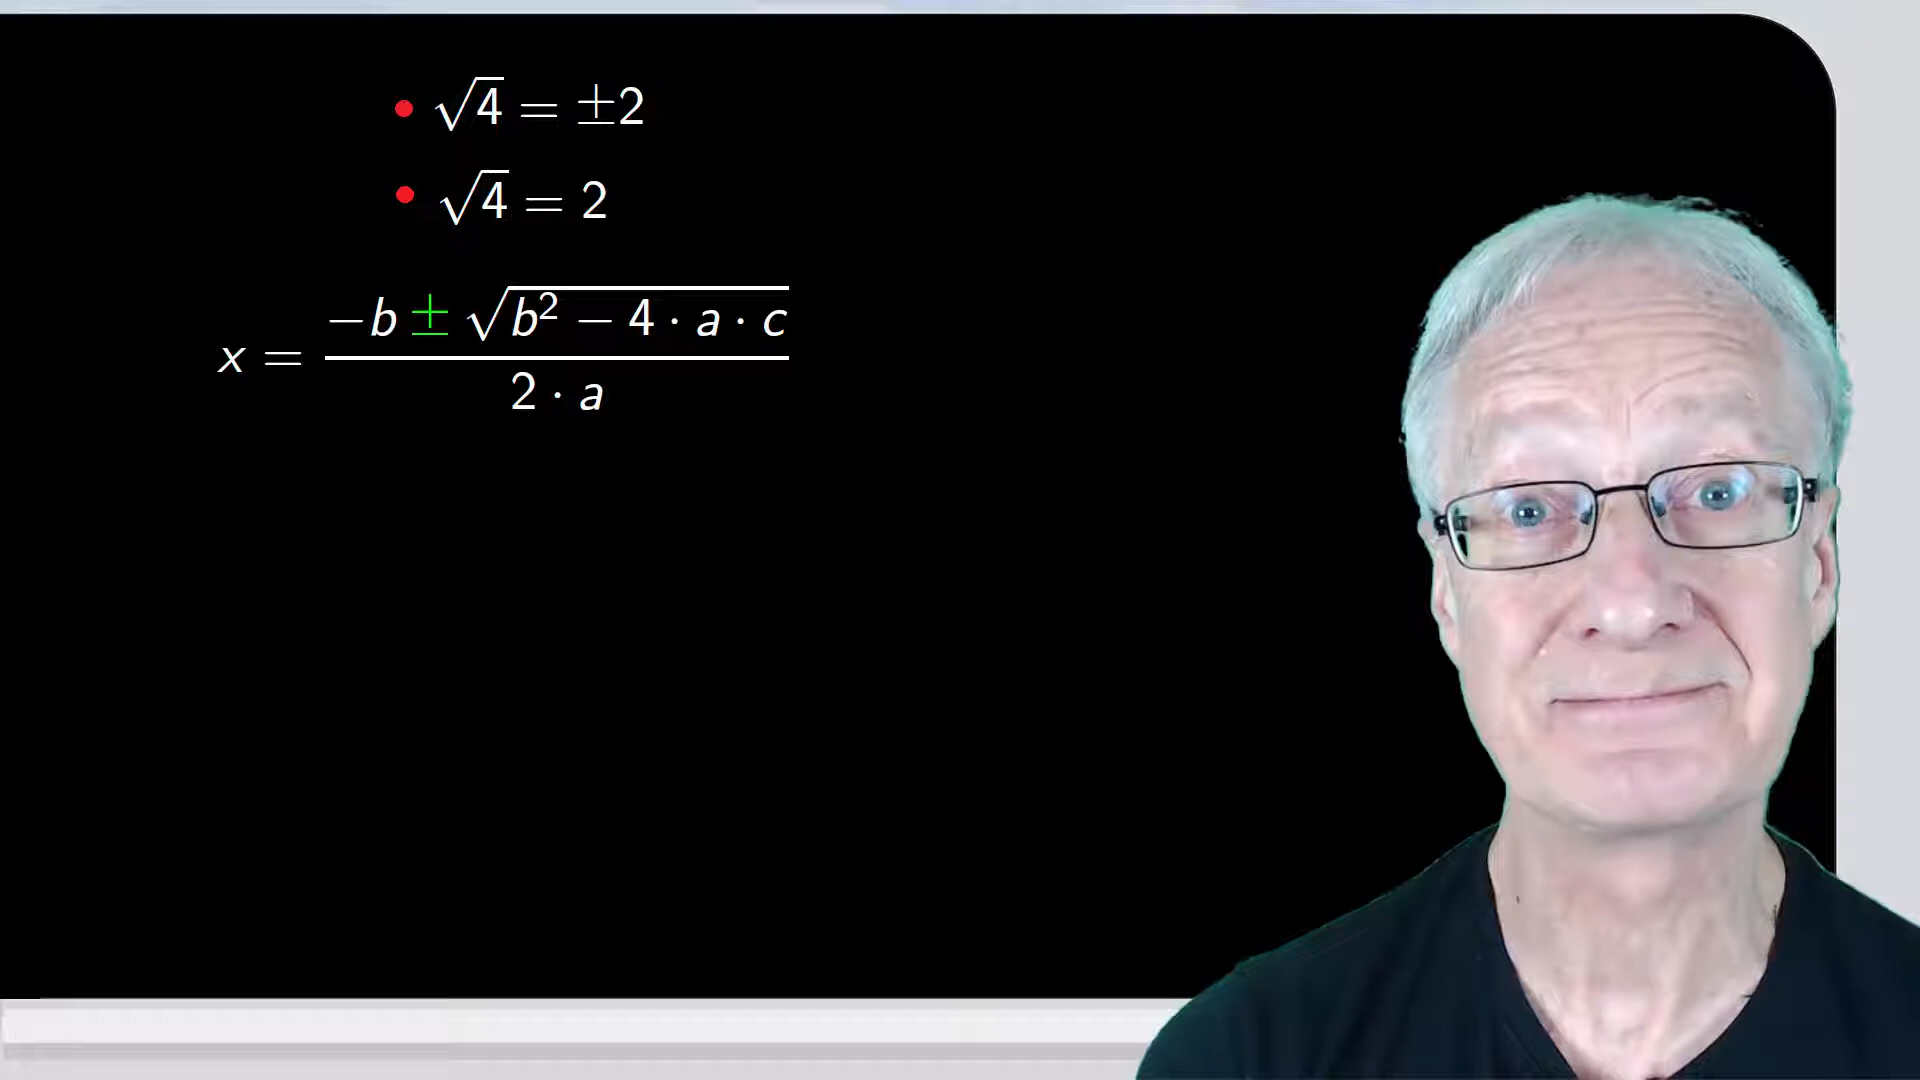 • √4 = ±2
• √4 = 2
x = (−b ± √(b² − 4 · a · c)) / (2 · a)